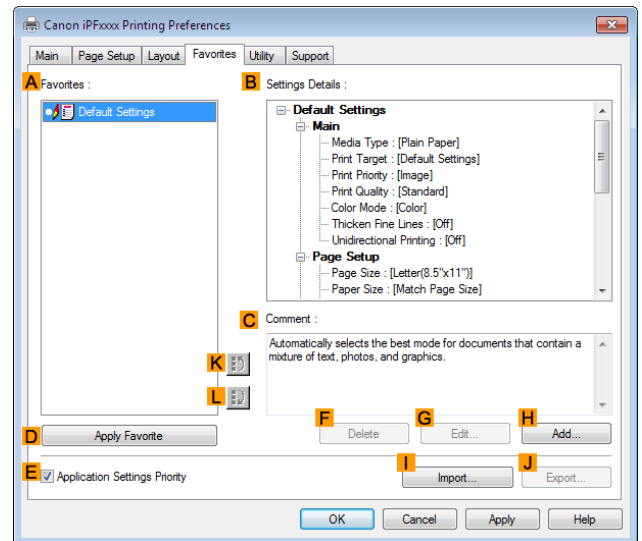 Canon iPFxxxx Printing Preferences
Main Page Setup Layout Favorites Utility Support
A Favorites :
Default Settings
B Settings Details :
Default Settings
Main
Media Type : [Plain Paper]
Print Target : [Default Settings]
Print Priority : [Image]
Print Quality : [Standard]
Color Mode : [Color]
Thicken Fine Lines : [Off]
Unidirectional Printing : [Off]
Page Setup
Page Size : [Letter(8.5"x11")]
Paper Size : [Match Page Size]
C Comment :
Automatically selects the best mode for documents that contain a
mixture of text, photos, and graphics.
K
L
D Apply Favorite
F Delete
G Edit...
H Add...
E Application Settings Priority
I Import...
J Export...
OK Cancel Apply Help